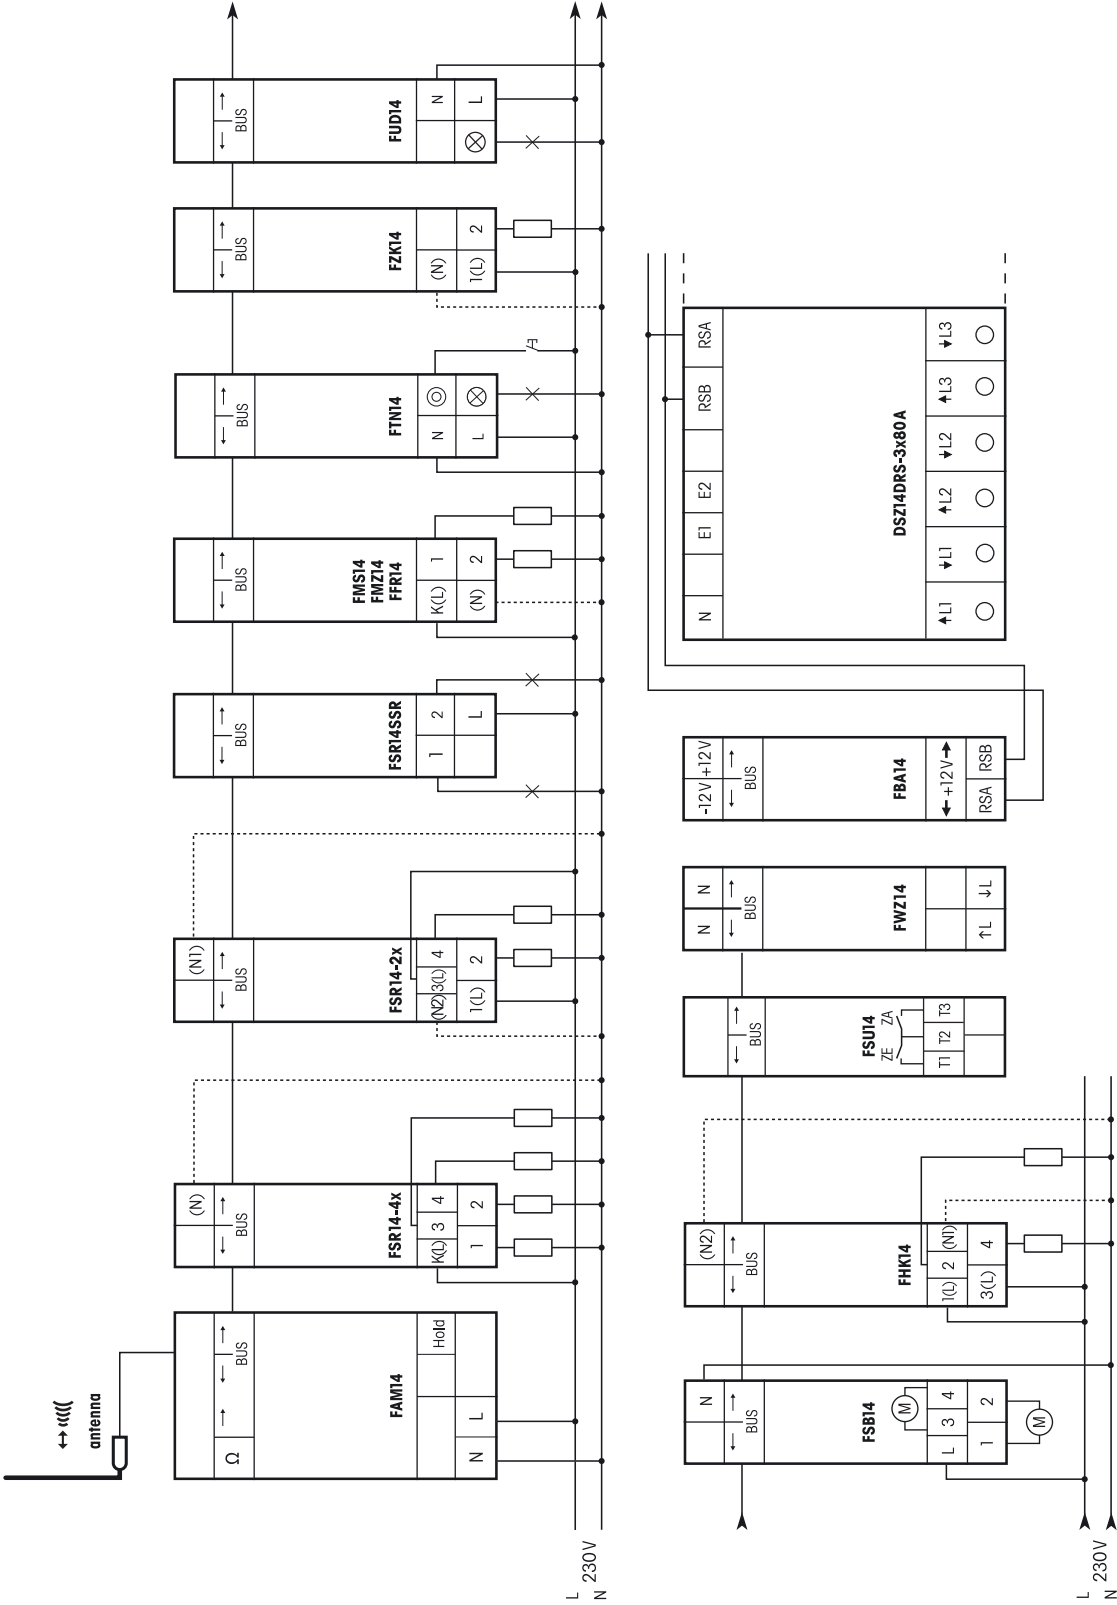 antenna
FAM14
Ω
BUS
Hold
N
L
FSR14-4x
(N)
BUS
K(L)
3
4
1
2
FSR14-2x
(N1)
BUS
(N2)
3(L)
4
1(L)
2
FSR14SSR
BUS
1
2
L
FMS14
FMZ14
FFR14
BUS
K(L)
1
(N)
2
FTN14
BUS
N
L
FZK14
BUS
(N)
1(L)
2
FUD14
BUS
N
L
L
230V
N
FSB14
N
BUS
M
L
3
4
1
2
M
FHK14
(N2)
BUS
1(L)
2
(N1)
3(L)
4
FSU14
BUS
ZE
ZA
T1
T2
T3
FWZ14
N
N
BUS
↑L
↓L
FBA14
-12V
+12V
BUS
+12V
RSA
RSB
DSZ14DRS-3x80A
N
E1
E2
RSB
RSA
↑L1
↓L1
↑L2
↓L2
↑L3
↓L3
L
230V
N